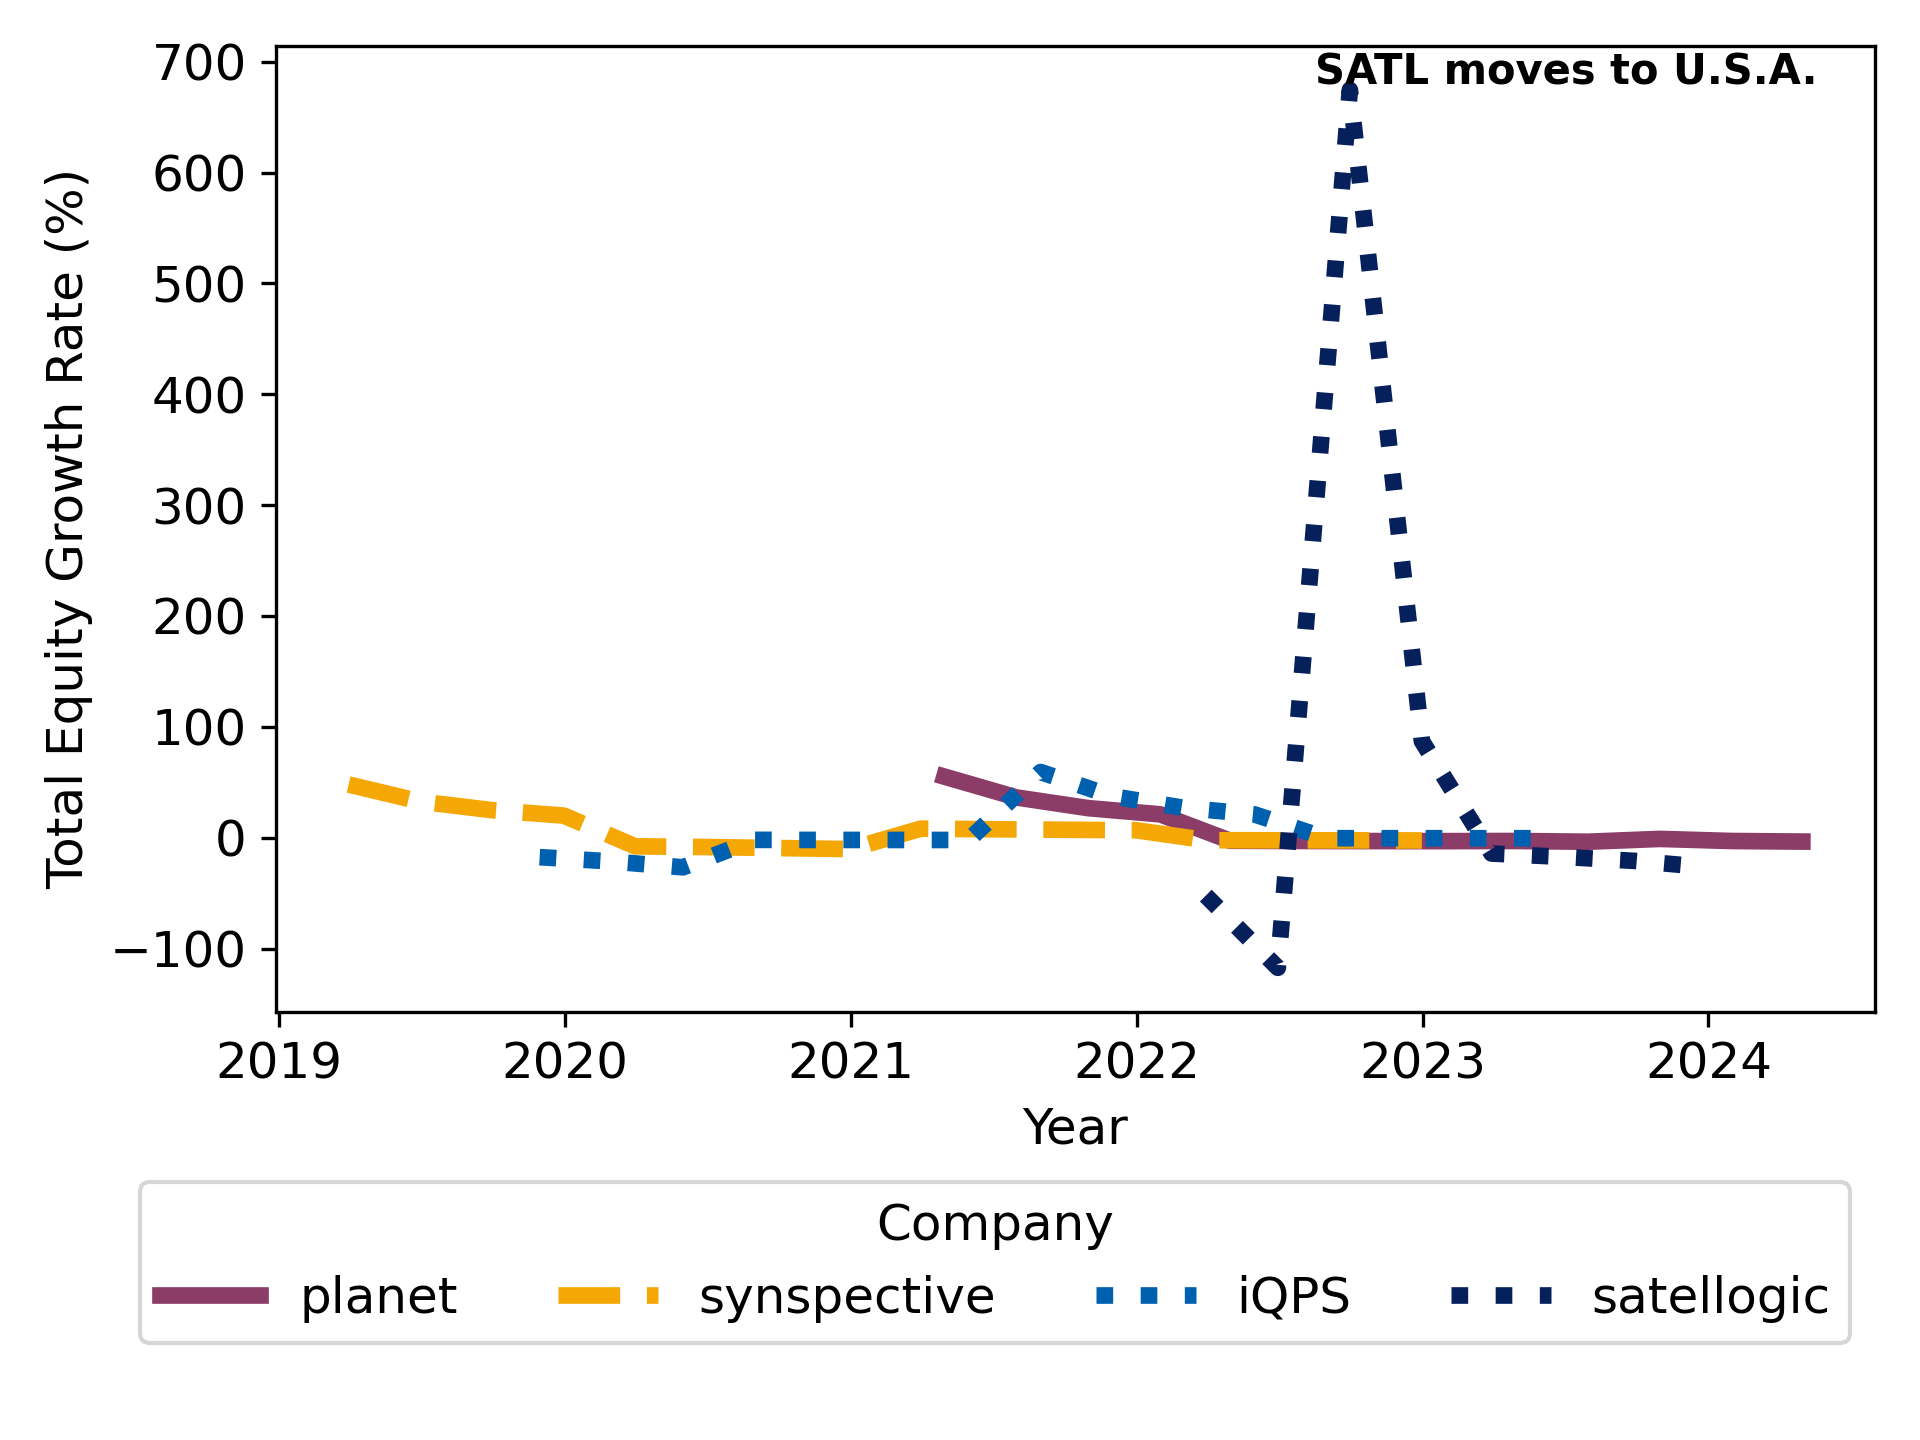 SATL moves to U.S.A.
700
600
500
400
300
200
100
0
−100
Total Equity Growth Rate (%)
2019 2020 2021 2022 2023 2024
Year
Company
planet synspective iQPS satellogic